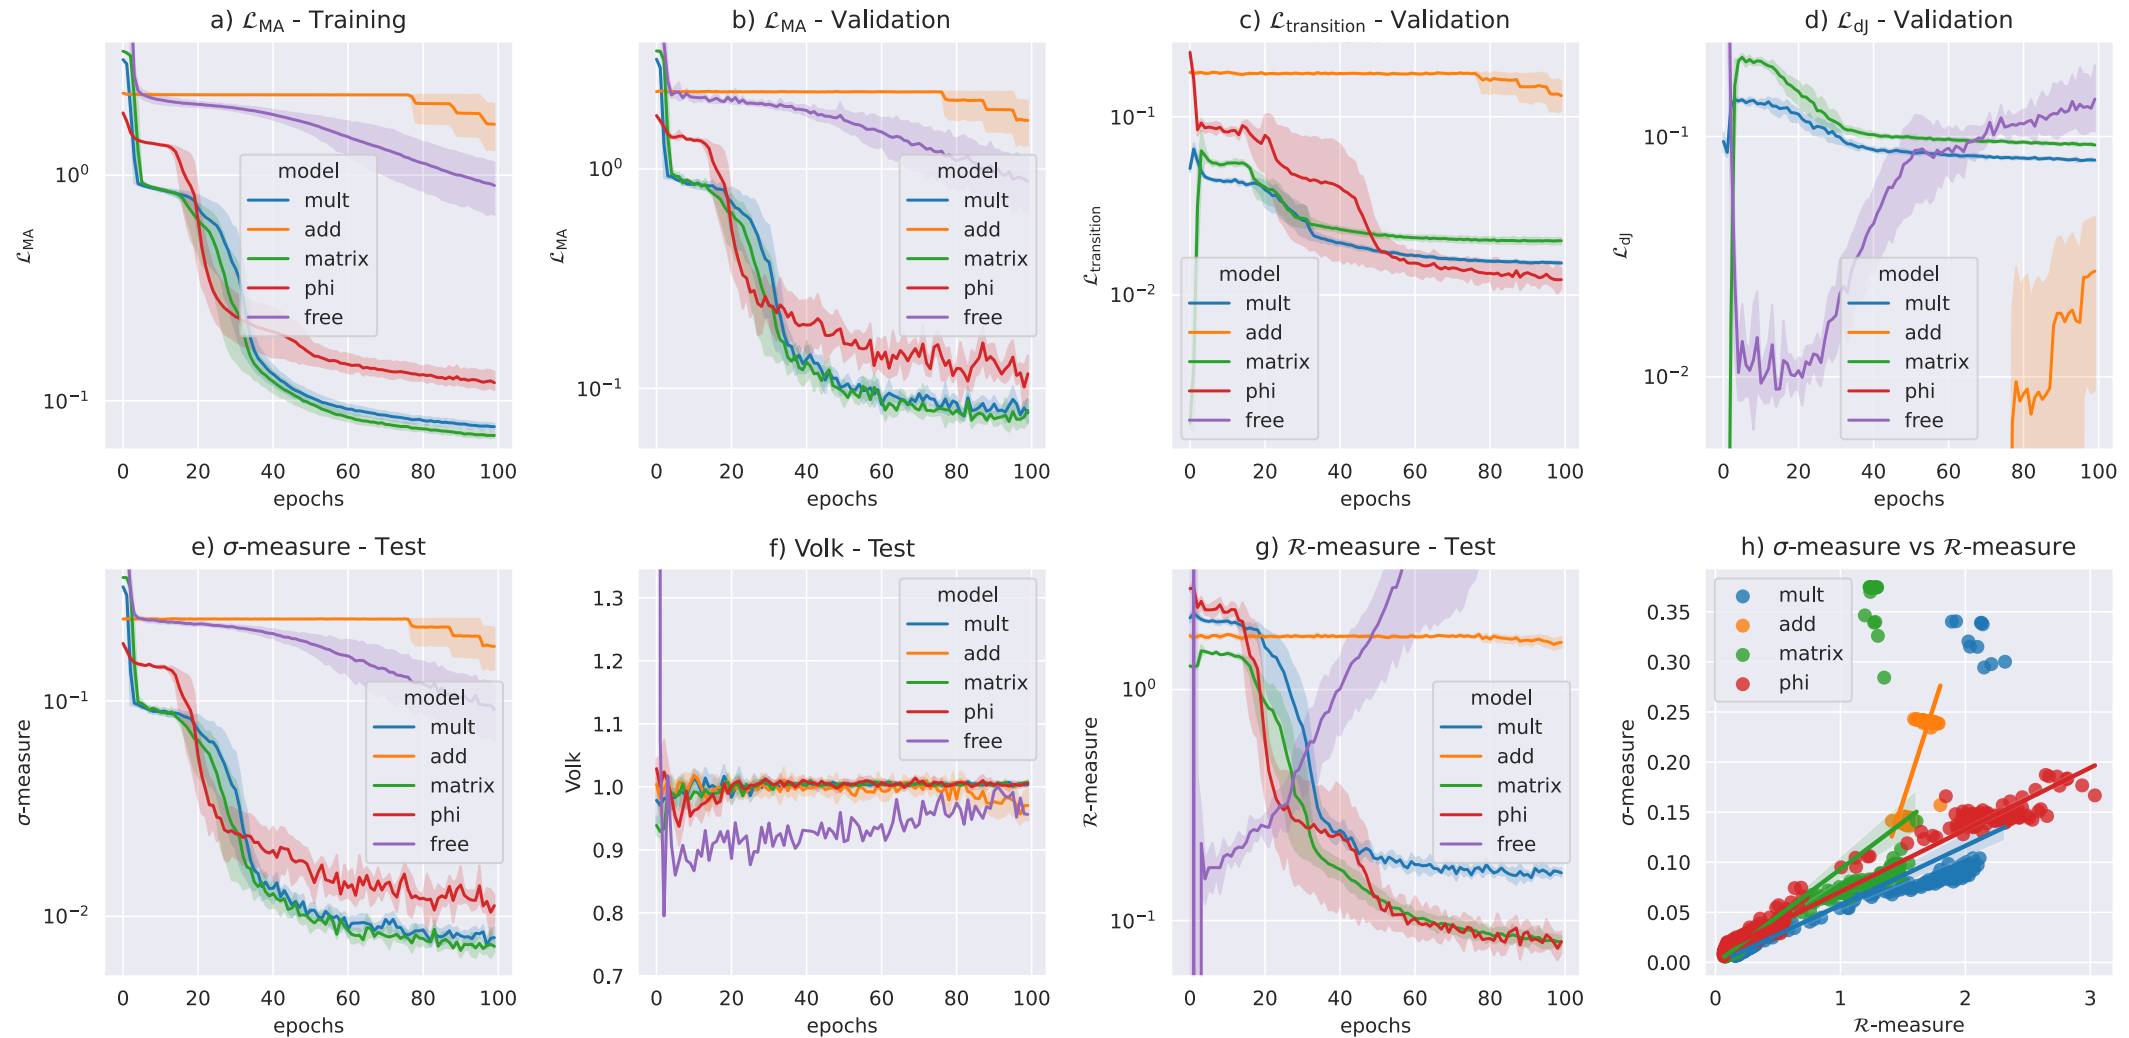 a) ℒ_MA - Training
ℒ_MA
10⁰
10⁻¹
model
mult
add
matrix
phi
free
0 20 40 60 80 100
epochs
b) ℒ_MA - Validation
ℒ_MA
10⁰
10⁻¹
model
mult
add
matrix
phi
free
0 20 40 60 80 100
epochs
c) ℒ_transition - Validation
ℒ_transition
10⁻¹
10⁻²
model
mult
add
matrix
phi
free
0 20 40 60 80 100
epochs
d) ℒ_dJ - Validation
ℒ_dJ
10⁻¹
10⁻²
model
mult
add
matrix
phi
free
0 20 40 60 80 100
epochs
e) σ-measure - Test
σ-measure
10⁻¹
10⁻²
model
mult
add
matrix
phi
free
0 20 40 60 80 100
epochs
f) Volk - Test
Volk
1.3
1.2
1.1
1.0
0.9
0.8
0.7
model
mult
add
matrix
phi
free
0 20 40 60 80 100
epochs
g) ℛ-measure - Test
ℛ-measure
10⁰
10⁻¹
model
mult
add
matrix
phi
free
0 20 40 60 80 100
epochs
h) σ-measure vs ℛ-measure
σ-measure
0.35
0.30
0.25
0.20
0.15
0.10
0.05
0.00
mult
add
matrix
phi
0 1 2 3
ℛ-measure